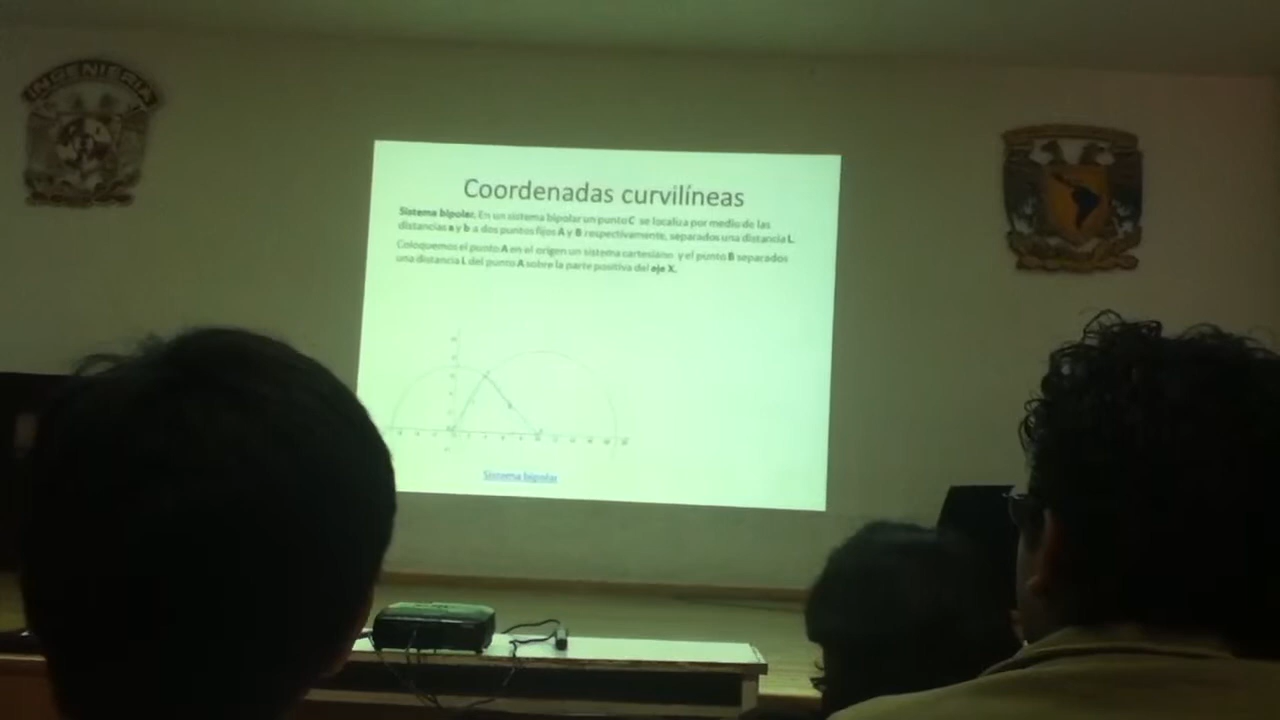 INGENIERIA
Coordenadas curvilíneas
Sistema bipolar. En un sistema bipolar un punto C se localiza por medio de las
distancias a y b a dos puntos fijos A y B respectivamente, separados una distancia L.
Coloquemos el punto A en el origen un sistema cartesiano y el punto B separados
una distancia L del punto A sobre la parte positiva del eje X.
Sistema bipolar